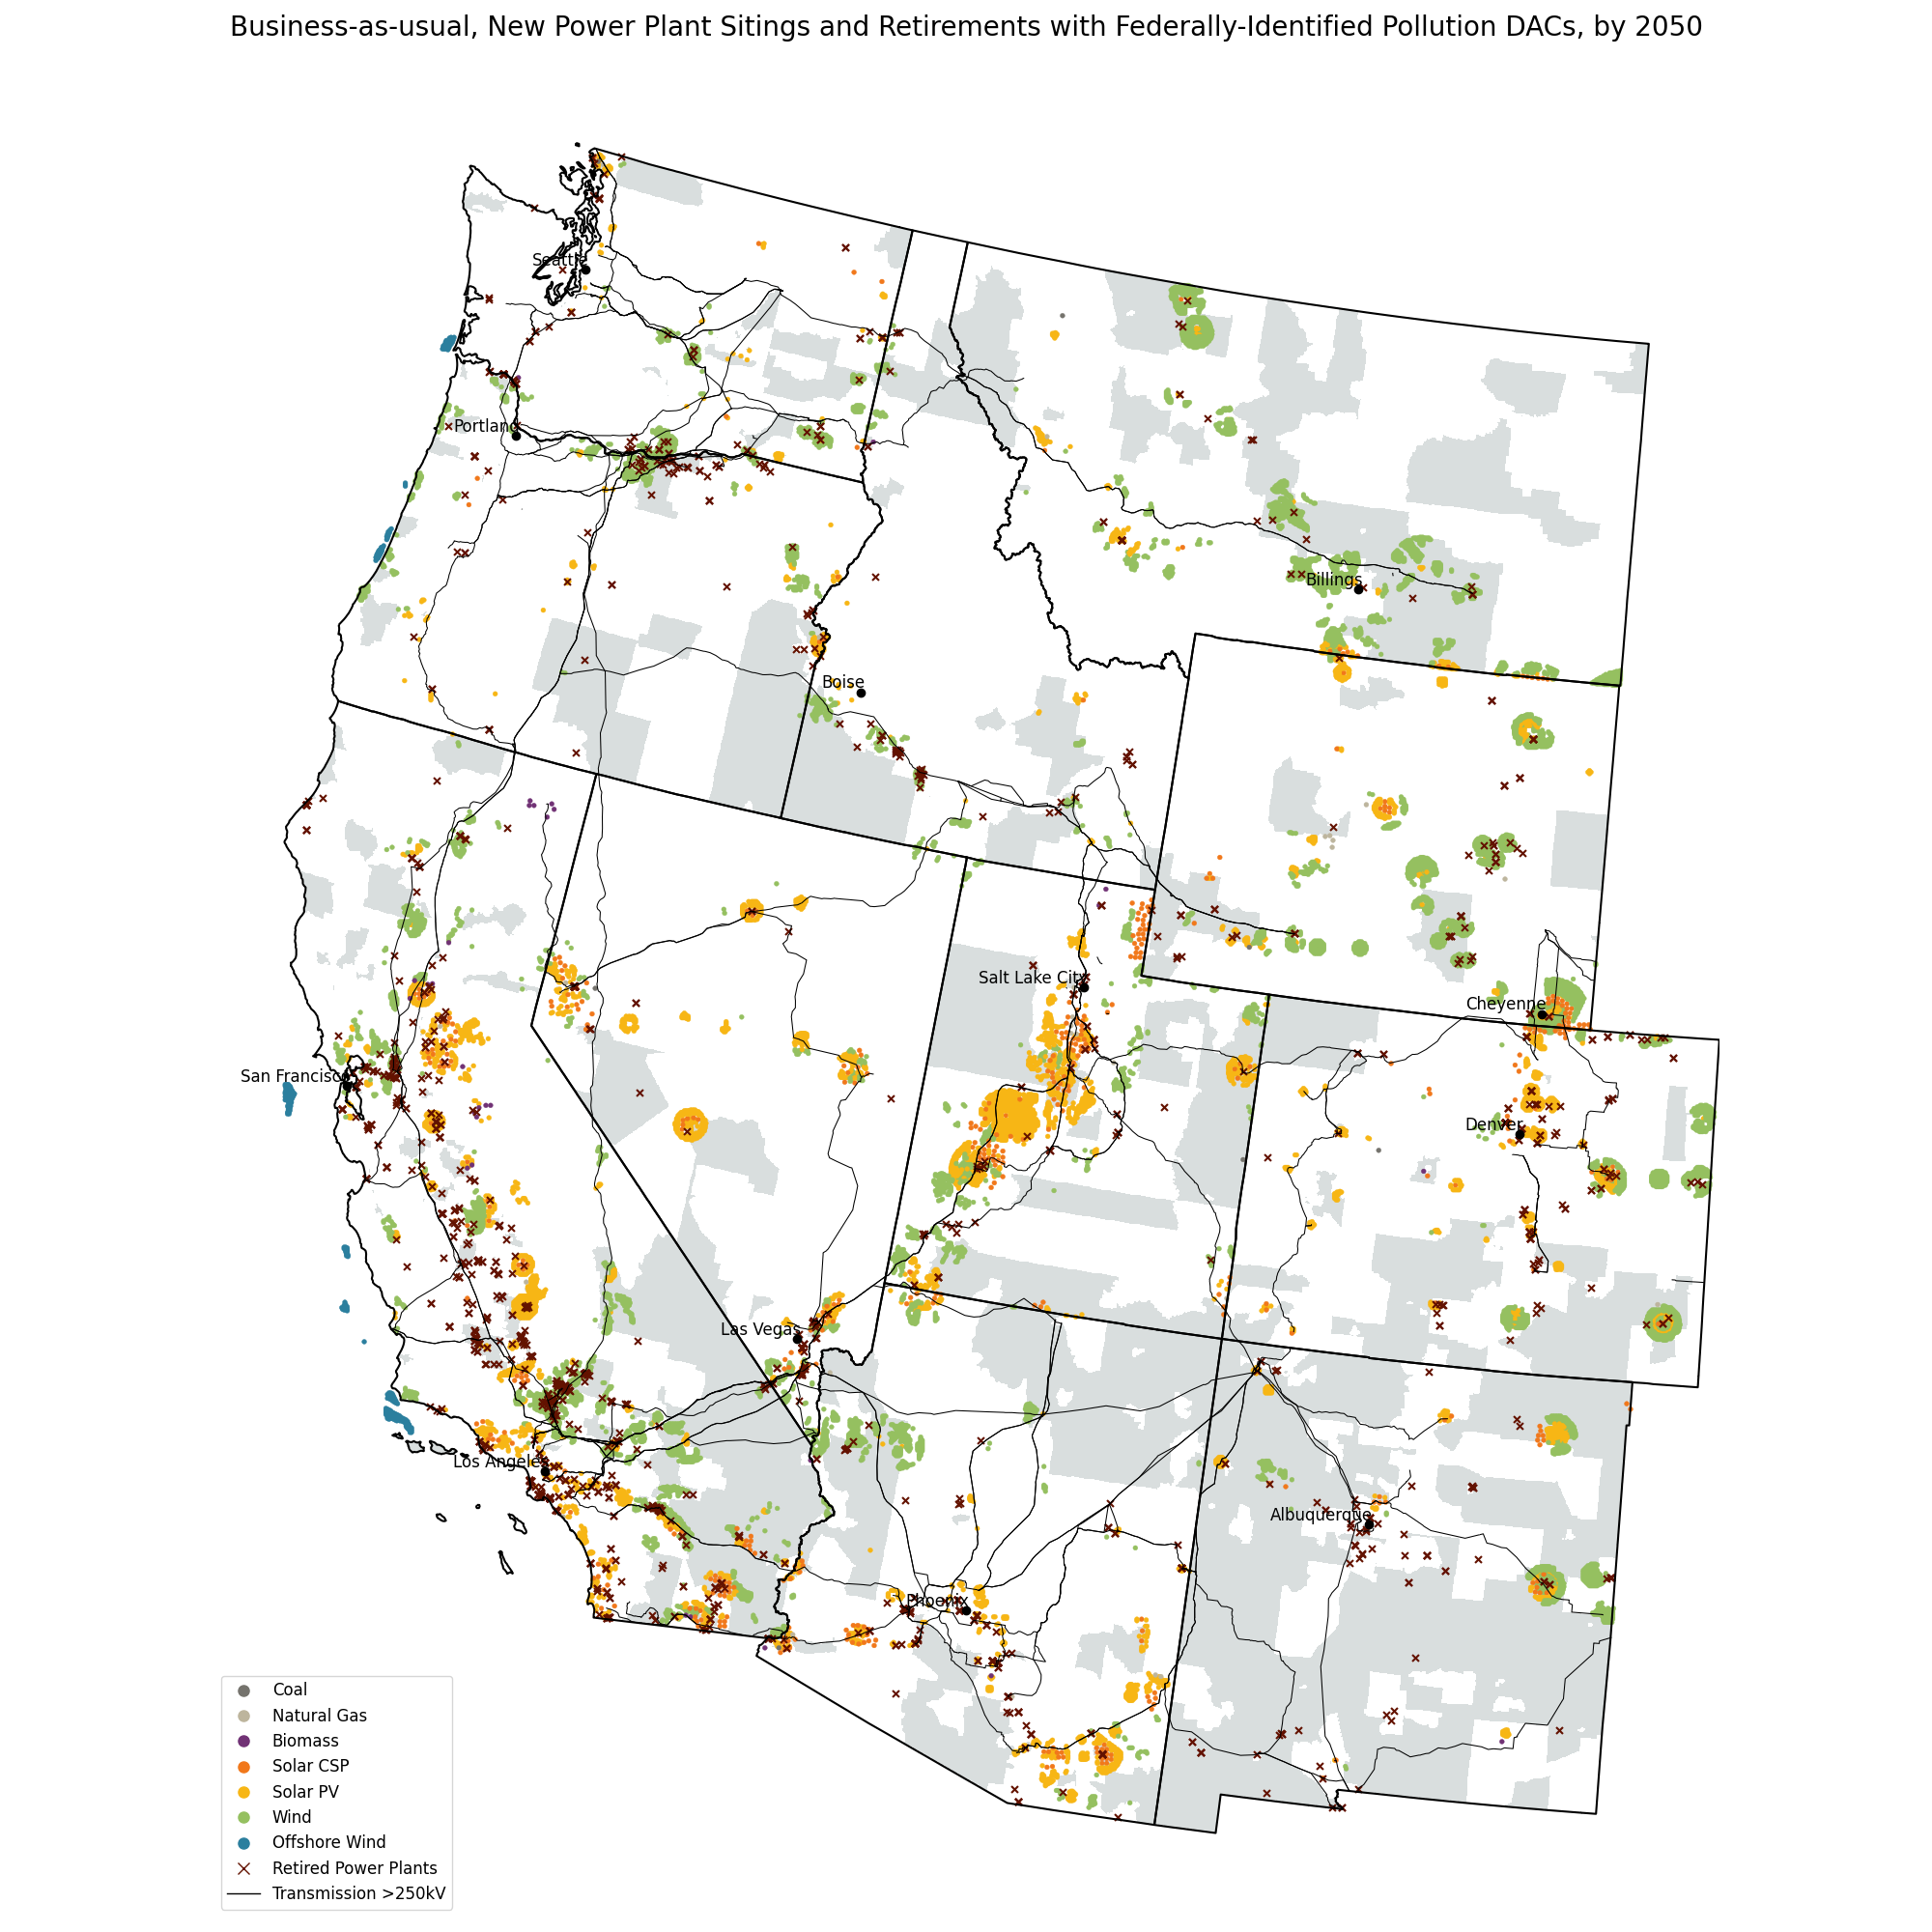 Business-as-usual, New Power Plant Sitings and Retirements with Federally-Identified Pollution DACs, by 2050
Seattle
Portland
Billings
Boise
Salt Lake City
Cheyenne
San Francisco
Denver
Las Vegas
Los Angeles
Albuquerque
Phoenix
Coal
Natural Gas
Biomass
Solar CSP
Solar PV
Wind
Offshore Wind
Retired Power Plants
Transmission >250kV